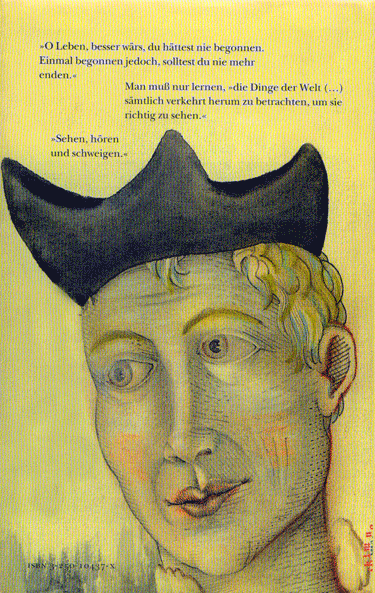 »O Leben, besser wärs, du hättest nie begonnen.
Einmal begonnen jedoch, solltest du nie mehr
enden.«
Man muß nur lernen, »die Dinge der Welt (...)
sämtlich verkehrt herum zu betrachten, um sie
richtig zu sehen.«
»Sehen, hören
und schweigen.«
ISBN 3-250-10437-X